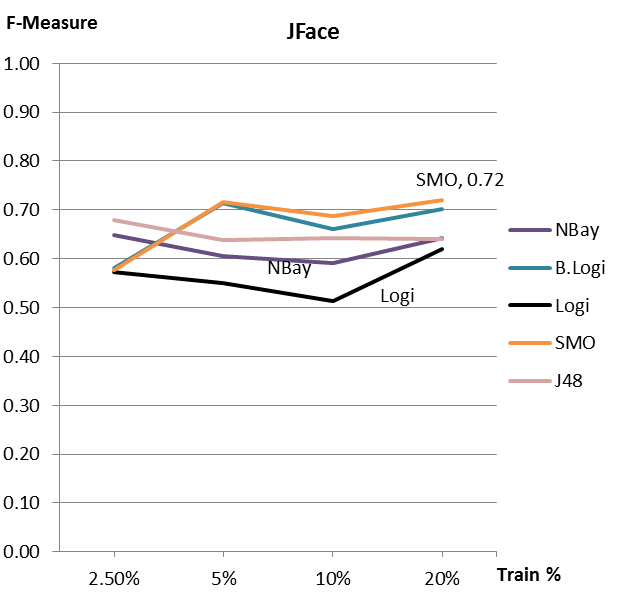 F-Measure
JFace
1.00
0.90
0.80
0.70
0.60
0.50
0.40
0.30
0.20
0.10
0.00
SMO, 0.72
NBay
Logi
NBay
B.Logi
Logi
SMO
J48
2.50% 5% 10% 20%
Train %